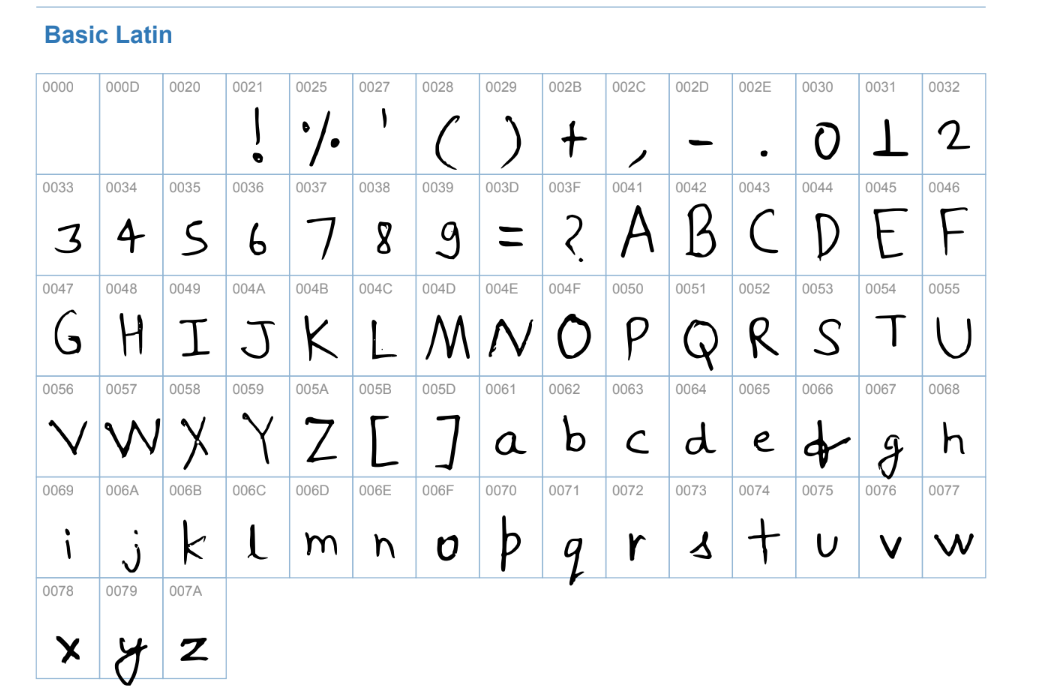 Basic Latin
0000 000D 0020 0021 0025 0027 0028 0029 002B 002C 002D 002E 0030 0031 0032
! % ' ( ) + , - . 0 1 2
0033 0034 0035 0036 0037 0038 0039 003D 003F 0041 0042 0043 0044 0045 0046
3 4 5 6 7 8 9 = ? A B C D E F
0047 0048 0049 004A 004B 004C 004D 004E 004F 0050 0051 0052 0053 0054 0055
G H I J K L M N O P Q R S T U
0056 0057 0058 0059 005A 005B 005D 0061 0062 0063 0064 0065 0066 0067 0068
V W X Y Z [ ] a b c d e f g h
0069 006A 006B 006C 006D 006E 006F 0070 0071 0072 0073 0074 0075 0076 0077
i j k l m n o p q r s t u v w
0078 0079 007A
x y z